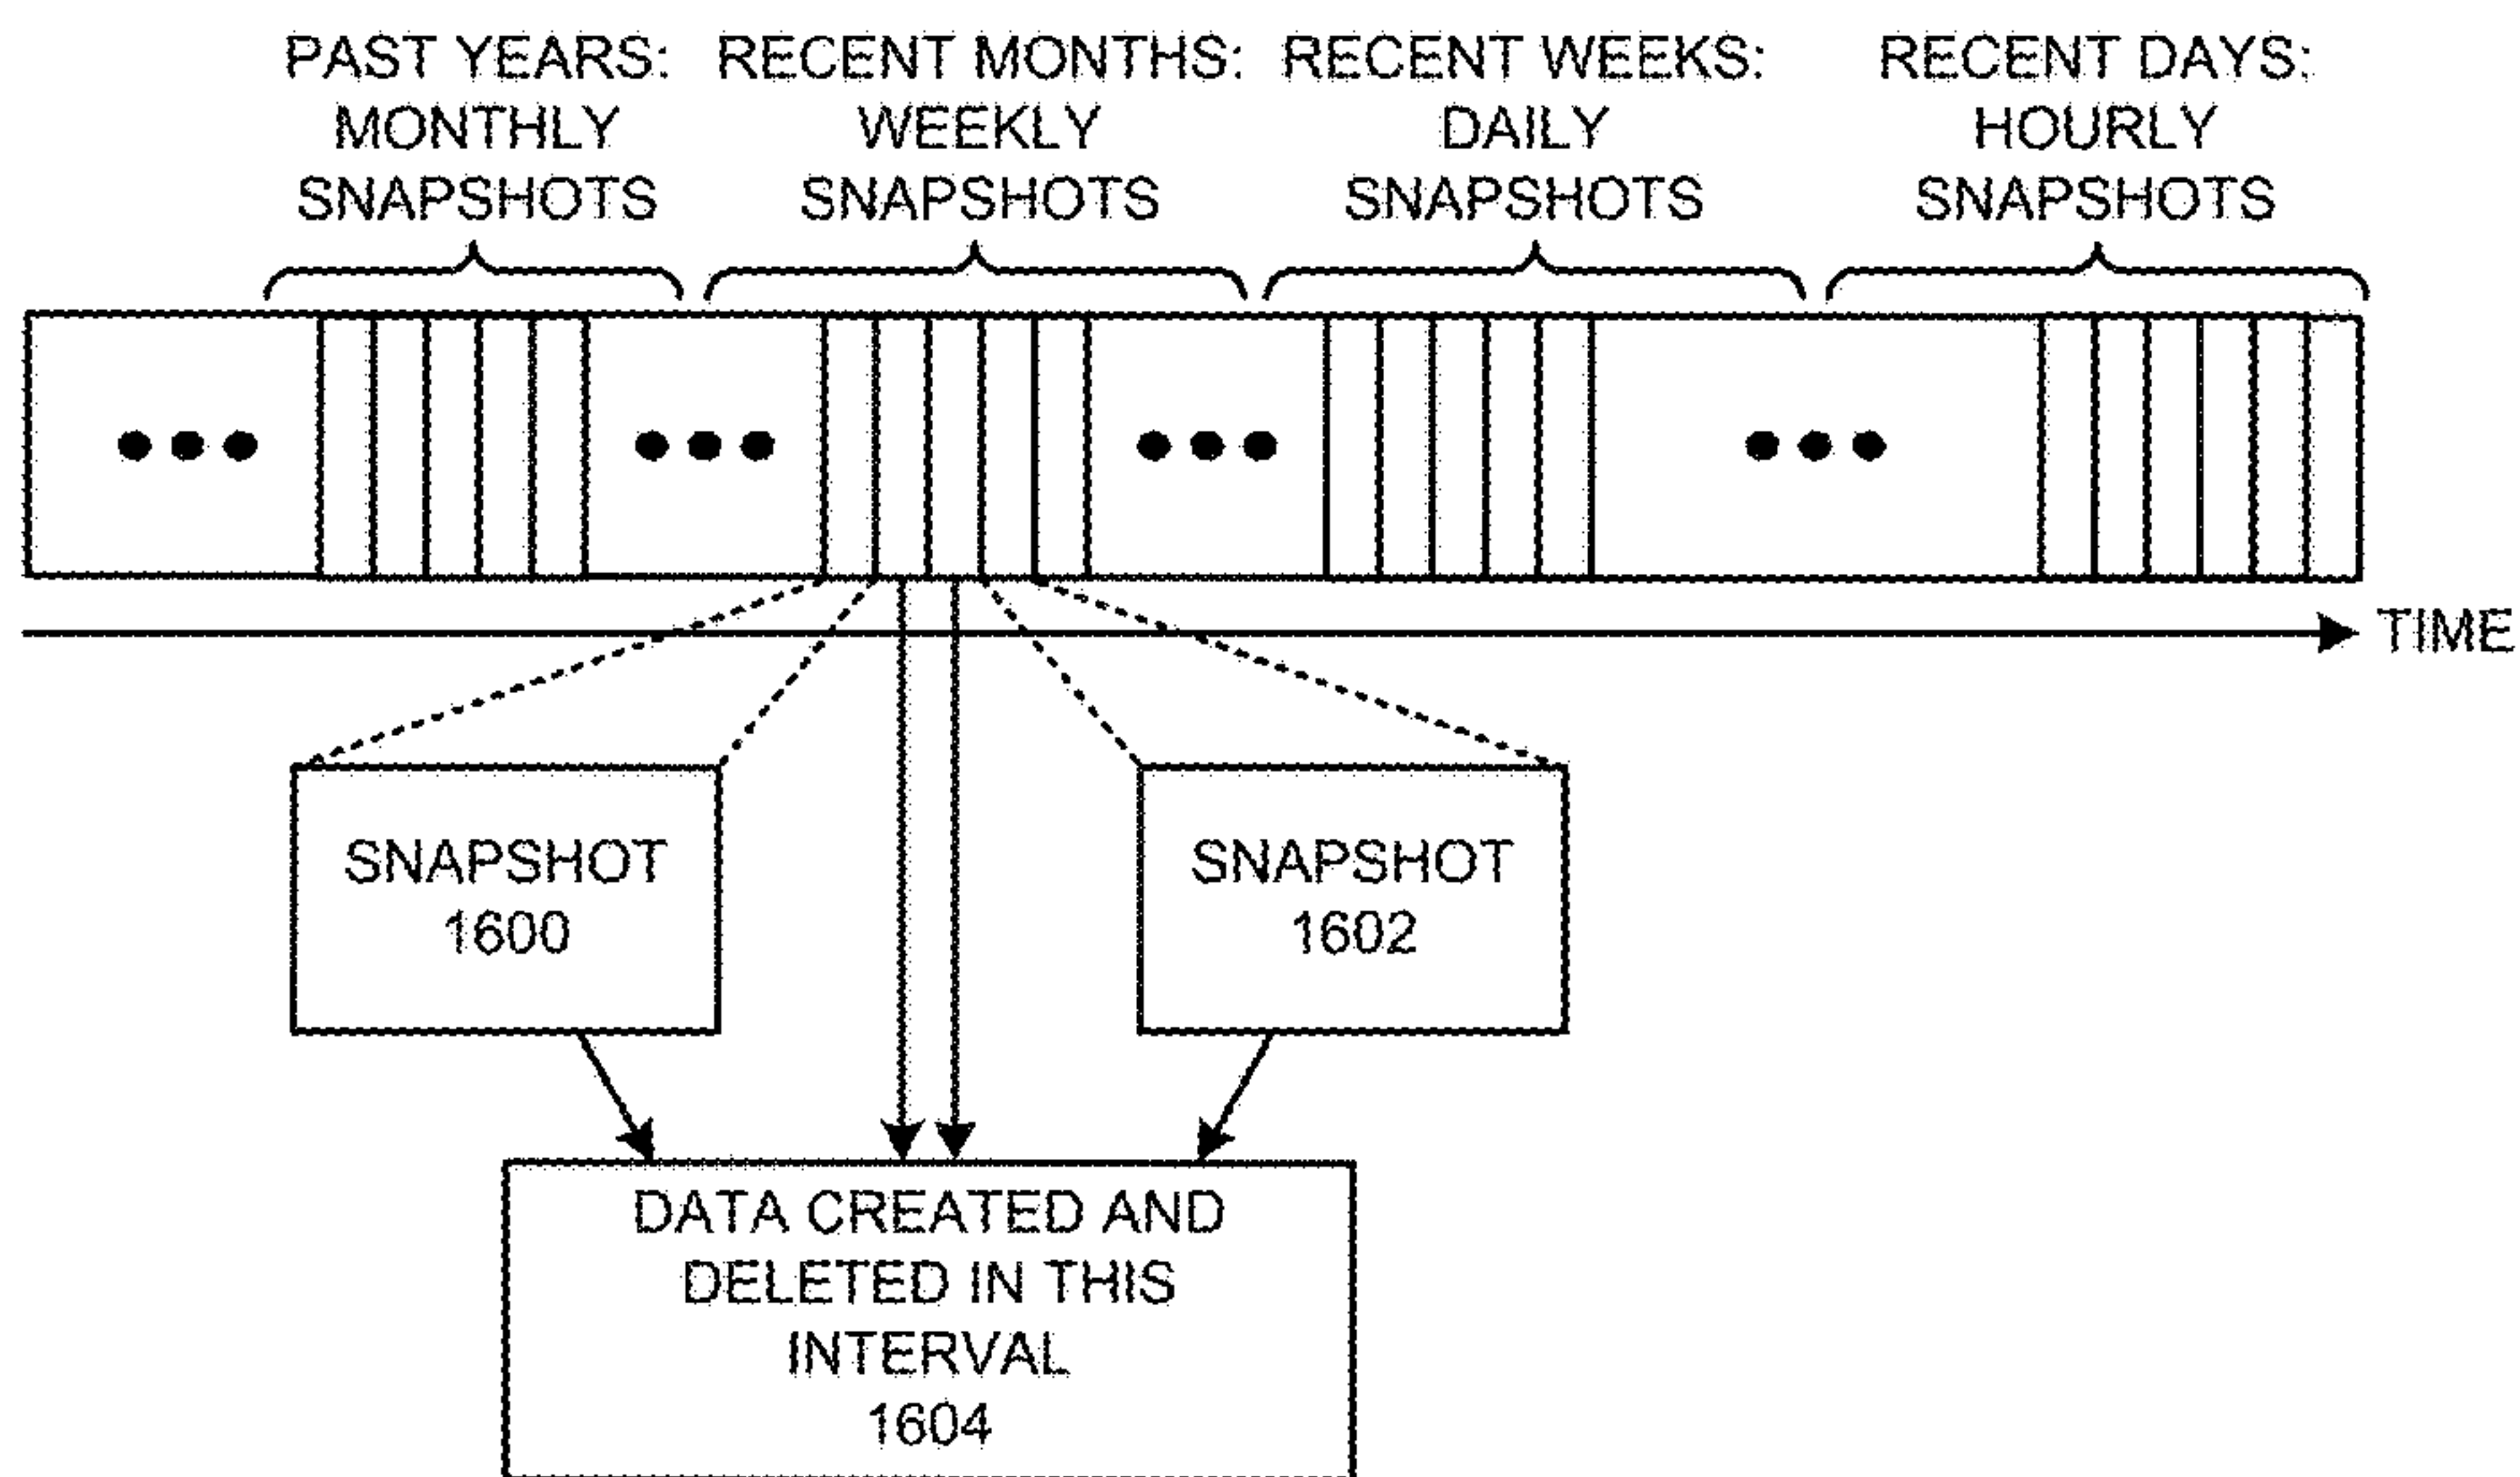 PAST YEARS:
MONTHLY
SNAPSHOTS
RECENT MONTHS:
WEEKLY
SNAPSHOTS
RECENT WEEKS:
DAILY
SNAPSHOTS
RECENT DAYS:
HOURLY
SNAPSHOTS
TIME
SNAPSHOT
1600
SNAPSHOT
1602
DATA CREATED AND
DELETED IN THIS
INTERVAL
1604